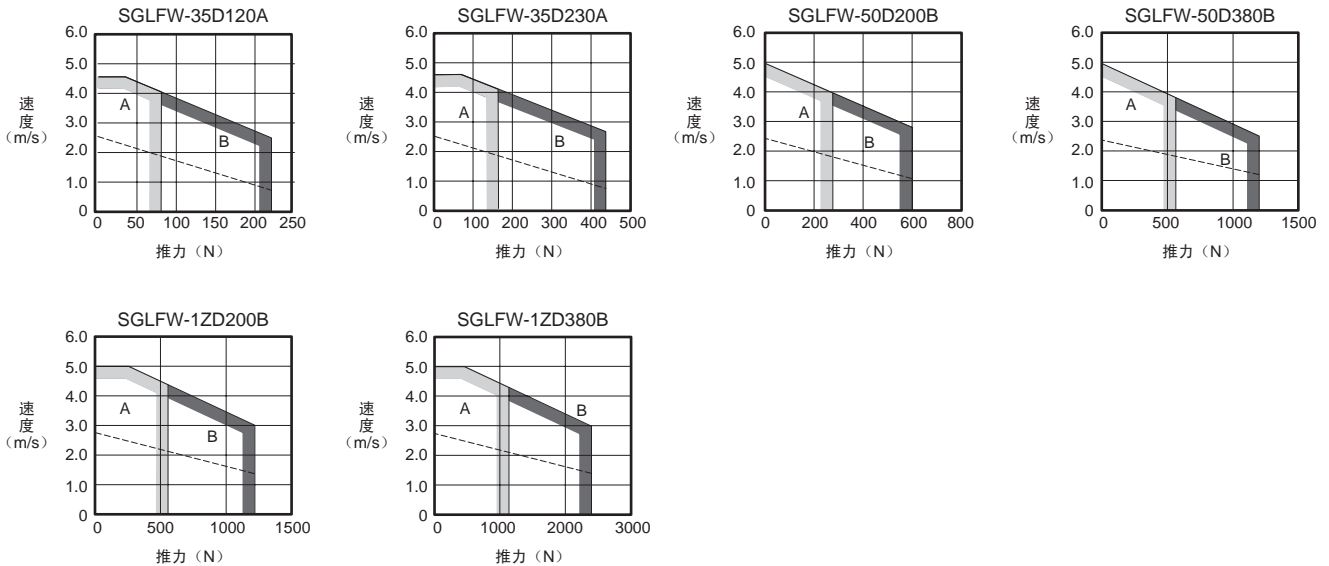 SGLFW-35D120A
6.0
5.0
4.0
3.0
2.0
1.0
0
速
度
（m/s）
A
B
0 50 100 150 200 250
推力（N）
SGLFW-35D230A
6.0
5.0
4.0
3.0
2.0
1.0
0
速
度
（m/s）
A
B
0 100 200 300 400 500
推力（N）
SGLFW-50D200B
6.0
5.0
4.0
3.0
2.0
1.0
0
速
度
（m/s）
A
B
0 200 400 600 800
推力（N）
SGLFW-50D380B
6.0
5.0
4.0
3.0
2.0
1.0
0
速
度
（m/s）
A
B
0 500 1000 1500
推力（N）
SGLFW-1ZD200B
6.0
5.0
4.0
3.0
2.0
1.0
0
速
度
（m/s）
A
B
0 500 1000 1500
推力（N）
SGLFW-1ZD380B
6.0
5.0
4.0
3.0
2.0
1.0
0
速
度
（m/s）
A
B
0 1000 2000 3000
推力（N）